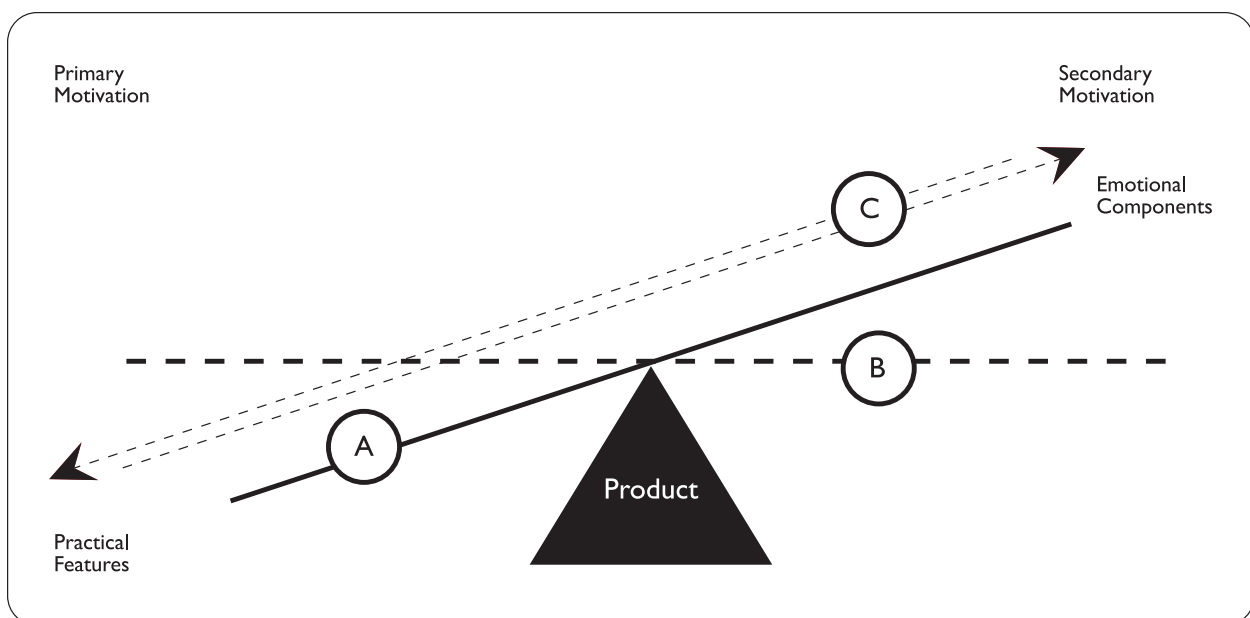 Primary
Motivation
Secondary
Motivation
C
Emotional
Components
B
A
Product
Practical
Features